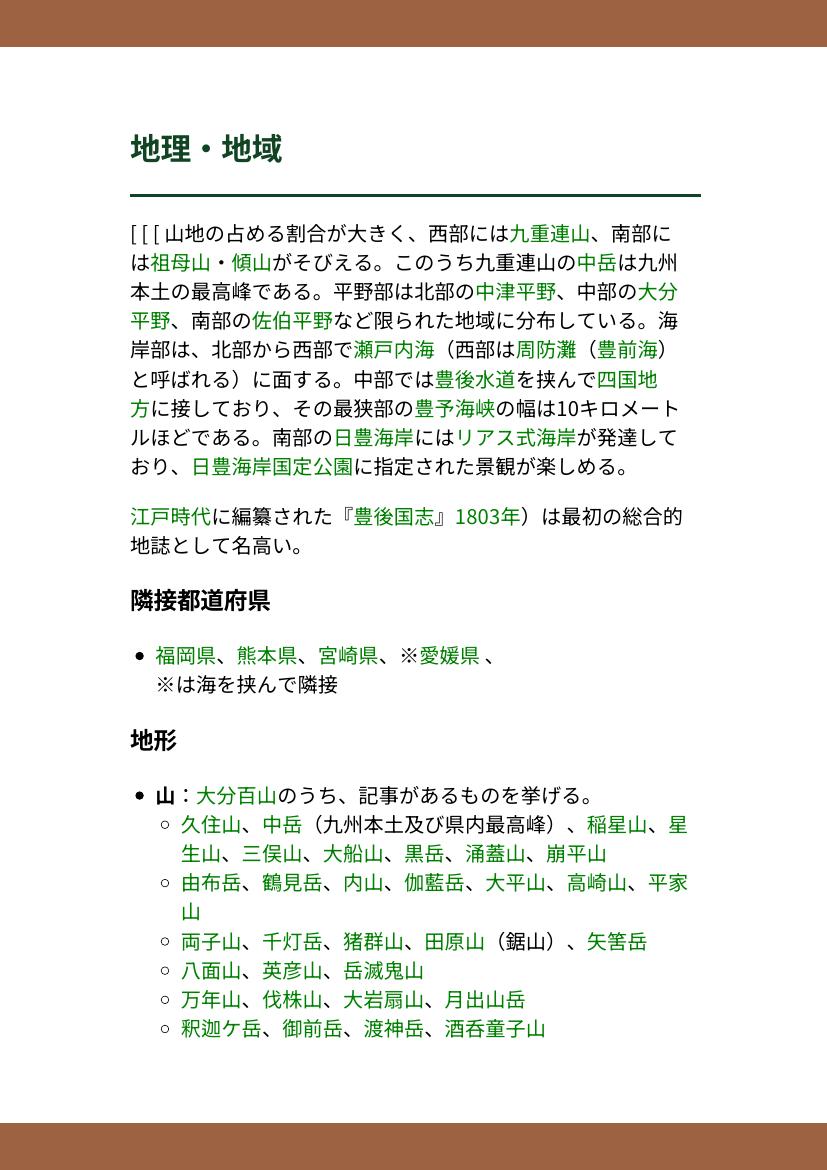 地理・地域
[ [ [ 山地の占める割合が大きく、西部には九重連山、南部に
は祖母山・傾山がそびえる。このうち九重連山の中岳は九州
本土の最高峰である。平野部は北部の中津平野、中部の大分
平野、南部の佐伯平野など限られた地域に分布している。海
岸部は、北部から西部で瀬戸内海（西部は周防灘（豊前海）
と呼ばれる）に面する。中部では豊後水道を挟んで四国地
方に接しており、その最狭部の豊予海峡の幅は10キロメート
ルほどである。南部の日豊海岸にはリアス式海岸が発達して
おり、日豊海岸国定公園に指定された景観が楽しめる。
江戸時代に編纂された『豊後国志』1803年）は最初の総合的
地誌として名高い。
隣接都道府県
• 福岡県、熊本県、宮崎県、※愛媛県 、
※は海を挟んで隣接
地形
• 山：大分百山のうち、記事があるものを挙げる。
◦ 久住山、中岳（九州本土及び県内最高峰）、稲星山、星
生山、三俣山、大船山、黒岳、涌蓋山、崩平山
◦ 由布岳、鶴見岳、内山、伽藍岳、大平山、高崎山、平家
山
◦ 両子山、千灯岳、猪群山、田原山（鋸山）、矢筈岳
◦ 八面山、英彦山、岳滅鬼山
◦ 万年山、伐株山、大岩扇山、月出山岳
◦ 釈迦ケ岳、御前岳、渡神岳、酒呑童子山